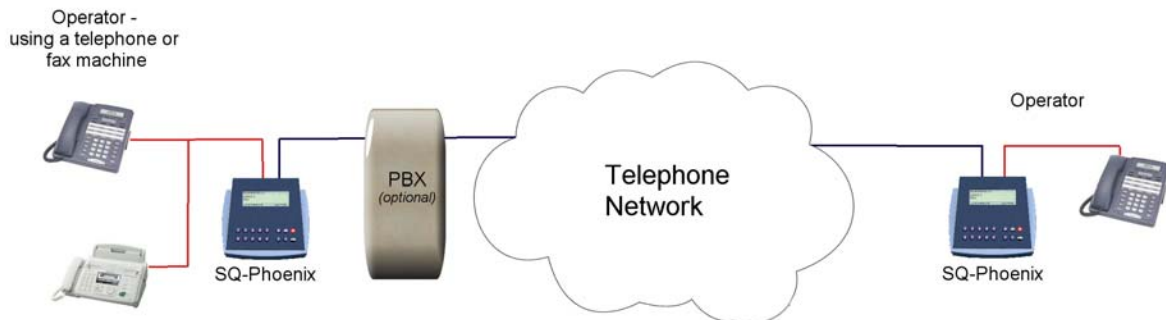 Operator -
using a telephone or
fax machine
SQ-Phoenix
PBX
(optional)
Telephone
Network
Operator
SQ-Phoenix